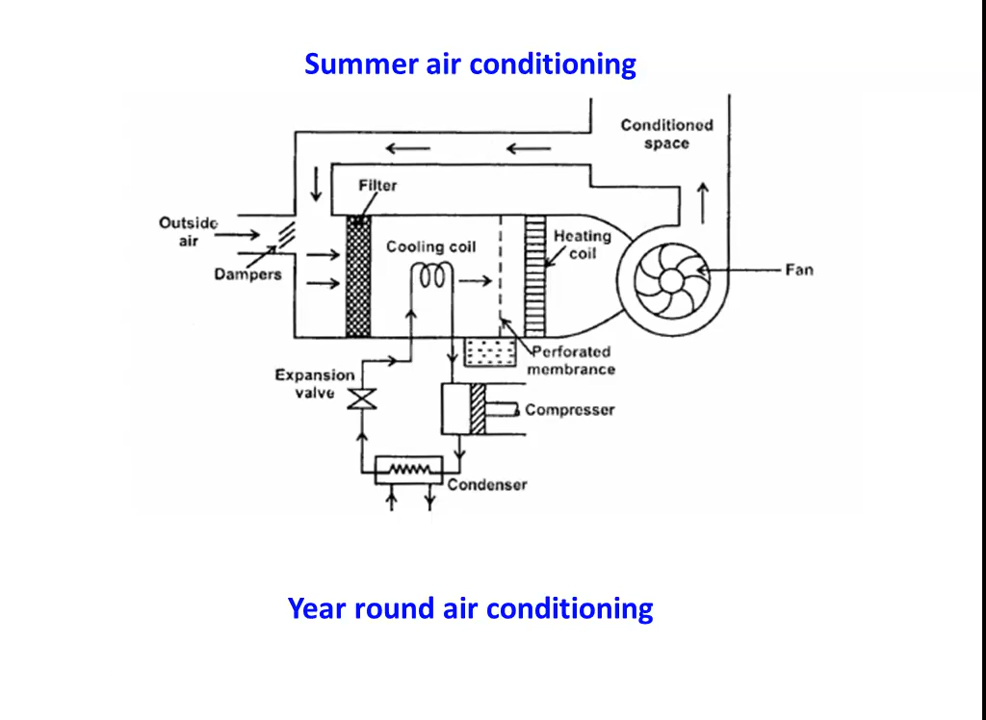 Summer air conditioning
Conditioned
space
Filter
Outside
air
Cooling coil
Heating
coil
Dampers
Fan
Perforated
membrance
Expansion
valve
Compresser
Condenser
Year round air conditioning